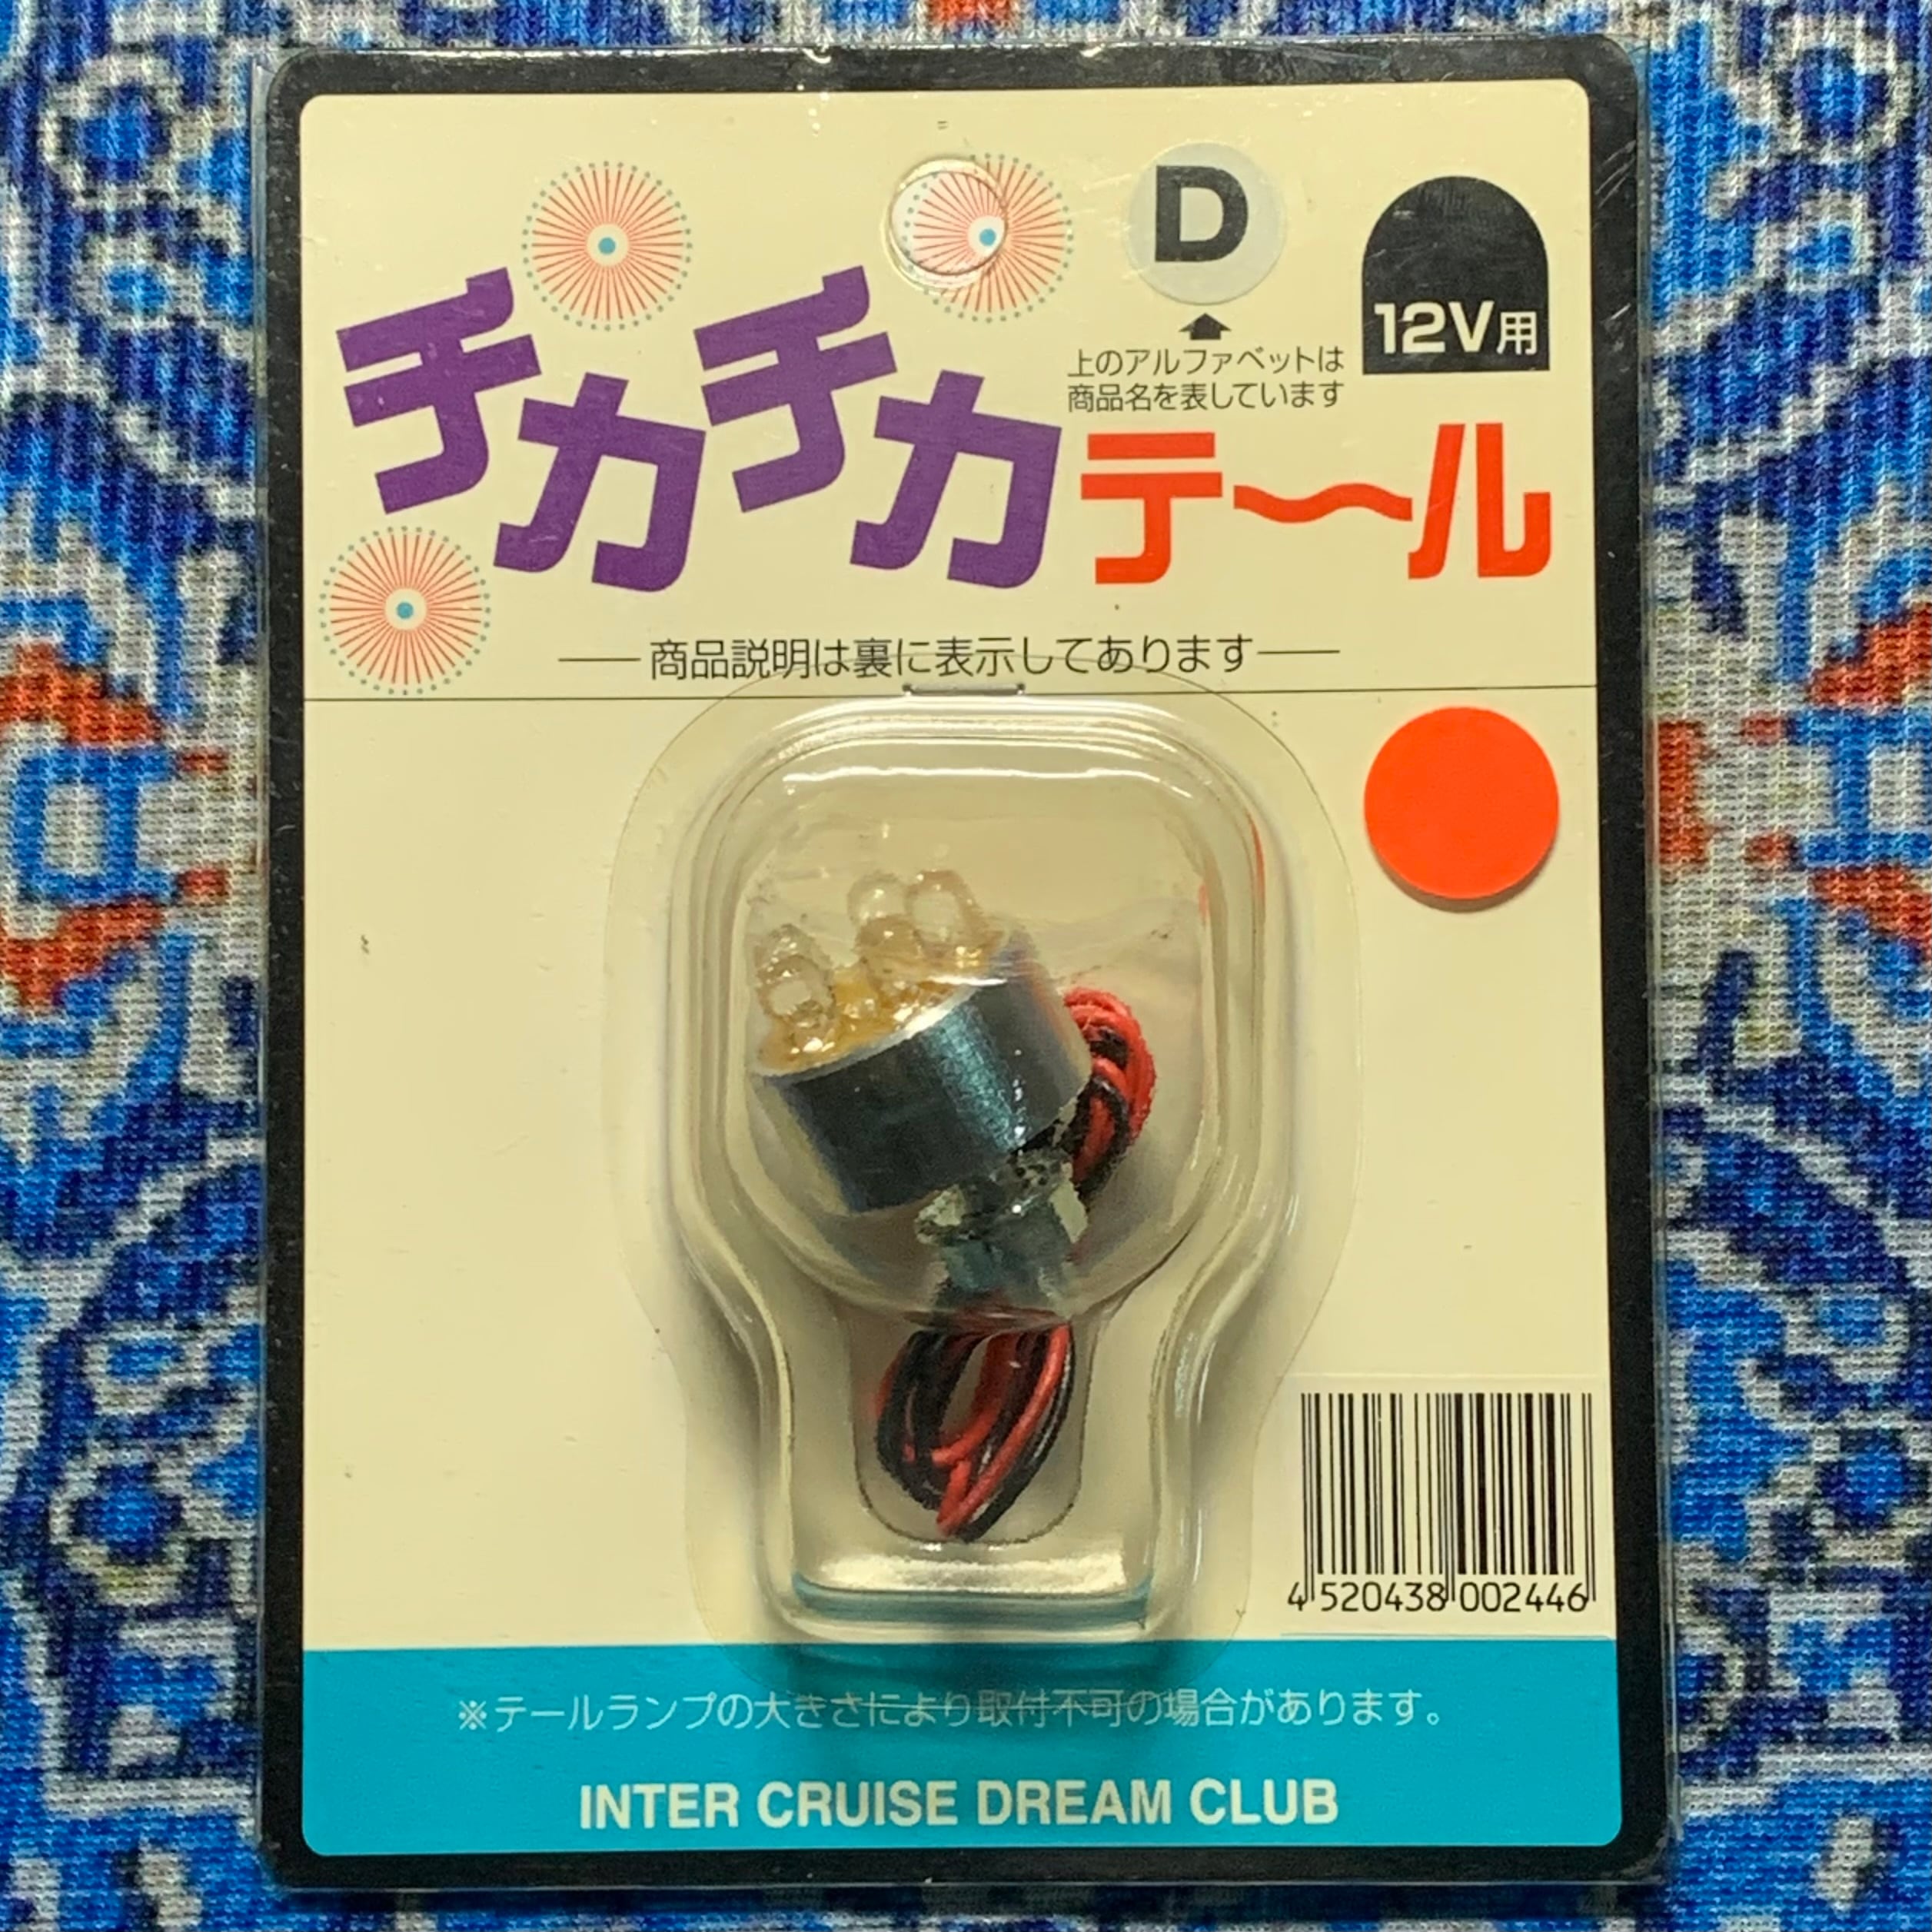 D
12V用
上のアルファベットは
商品名を表しています
チカチカテ〜ル
商品説明は裏に表示してあります
4 520438 002446
※テールランプの大きさにより取付不可の場合があります。
INTER CRUISE DREAM CLUB